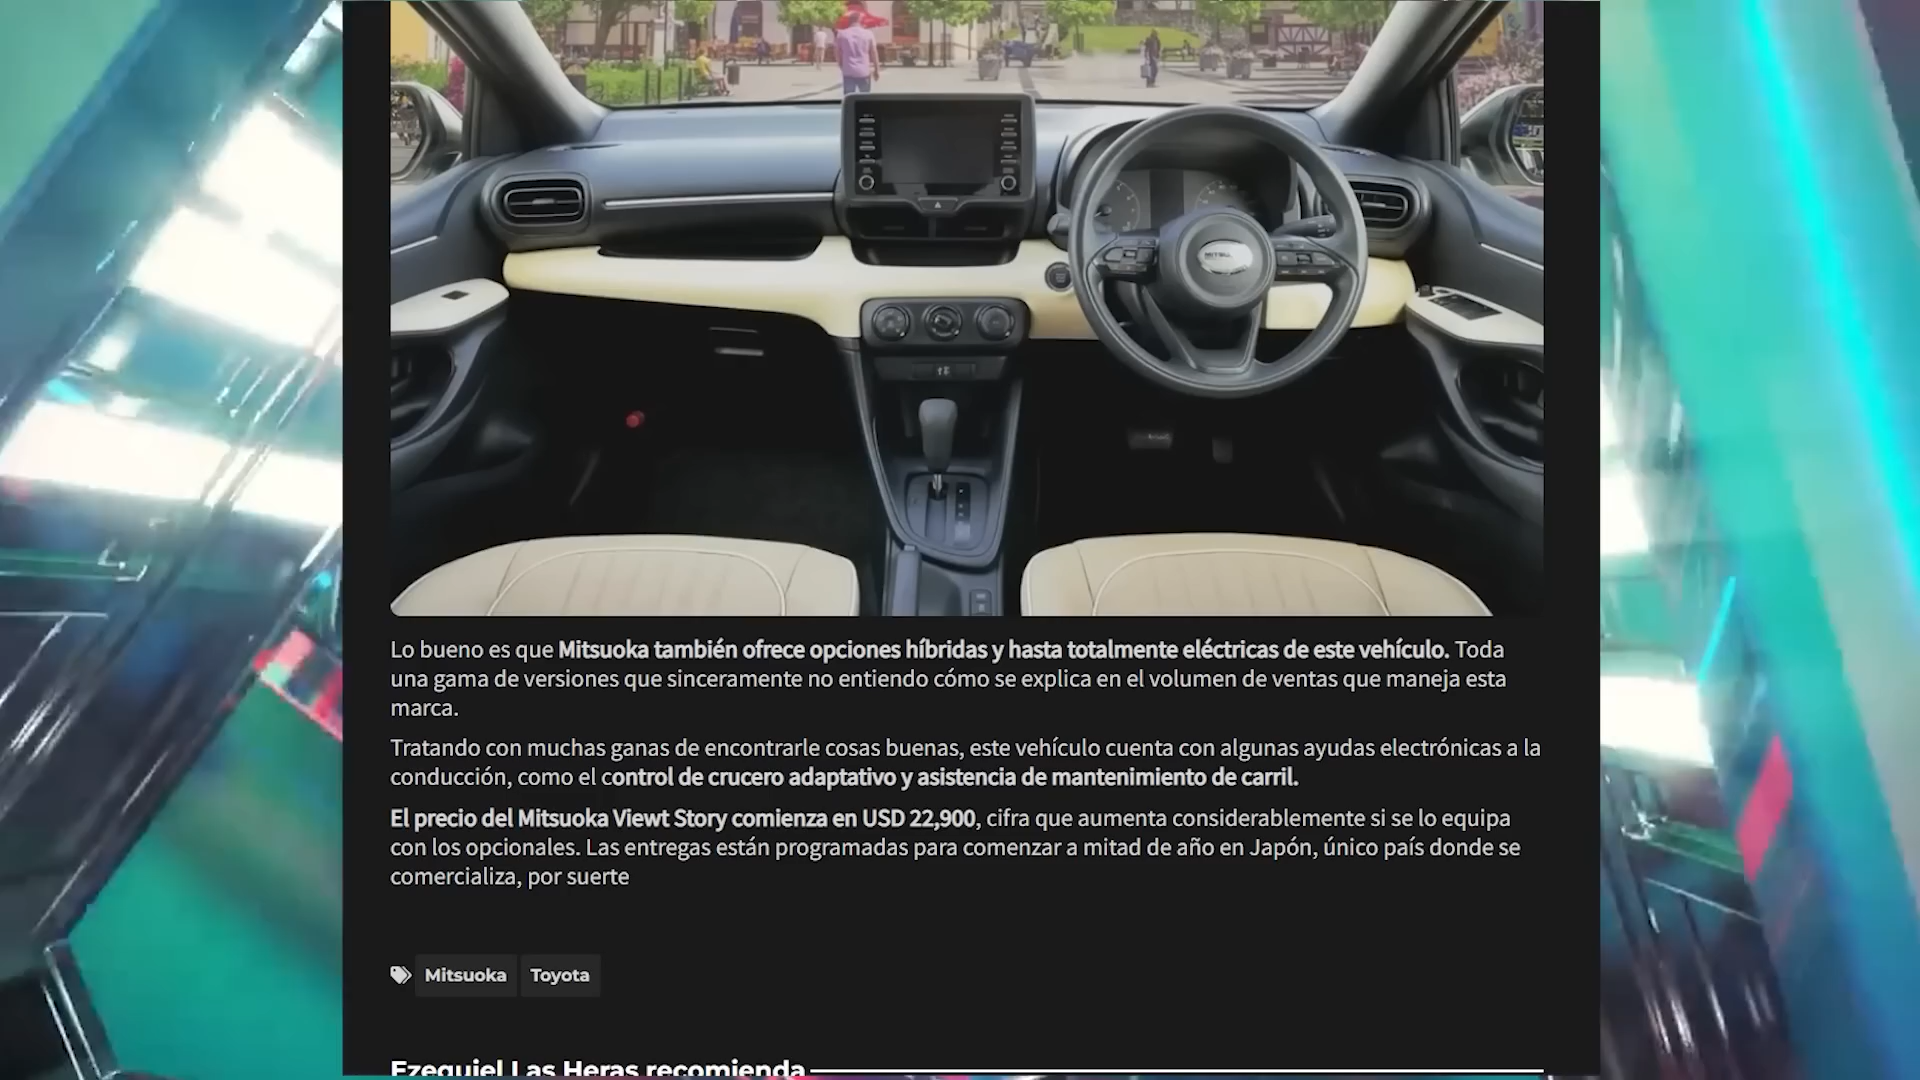 Lo bueno es que Mitsuoka también ofrece opciones híbridas y hasta totalmente eléctricas de este vehículo. Toda
una gama de versiones que sinceramente no entiendo cómo se explica en el volumen de ventas que maneja esta
marca.
Tratando con muchas ganas de encontrarle cosas buenas, este vehículo cuenta con algunas ayudas electrónicas a la
conducción, como el control de crucero adaptativo y asistencia de mantenimiento de carril.
El precio del Mitsuoka Viewt Story comienza en USD 22,900, cifra que aumenta considerablemente si se lo equipa
con los opcionales. Las entregas están programadas para comenzar a mitad de año en Japón, único país donde se
comercializa, por suerte
Mitsuoka Toyota
Ezequiel Las Heras recomienda